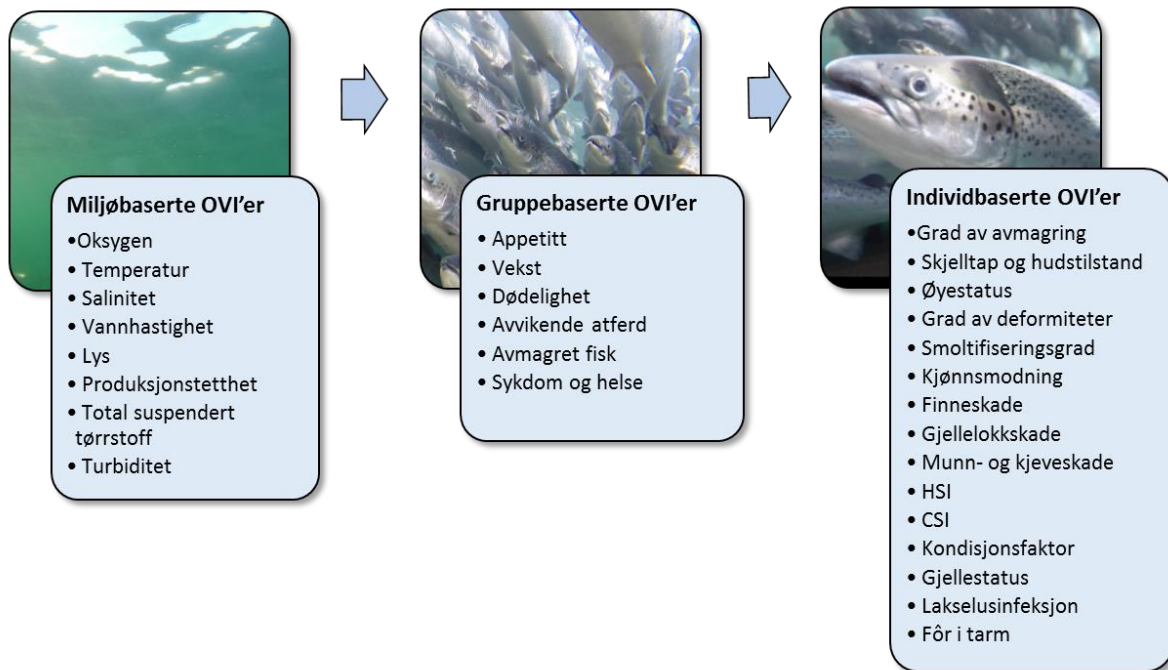 Miljøbaserte OVI’er
•Oksygen
• Temperatur
• Salinitet
• Vannhastighet
• Lys
• Produksjonstetthet
• Total suspendert
tørrstoff
• Turbiditet
Gruppebaserte OVI’er
• Appetitt
• Vekst
• Dødelighet
• Avvikende atferd
• Avmagret fisk
• Sykdom og helse
Individbaserte OVI’er
•Grad av avmagring
• Skjelltap og hudstilstand
• Øyestatus
• Grad av deformiteter
• Smoltifiseringsgrad
• Kjønnsmodning
• Finneskade
• Gjellelokkskade
• Munn- og kjeveskade
• HSI
• CSI
• Kondisjonsfaktor
• Gjellestatus
• Lakselusinfeksjon
• Fôr i tarm